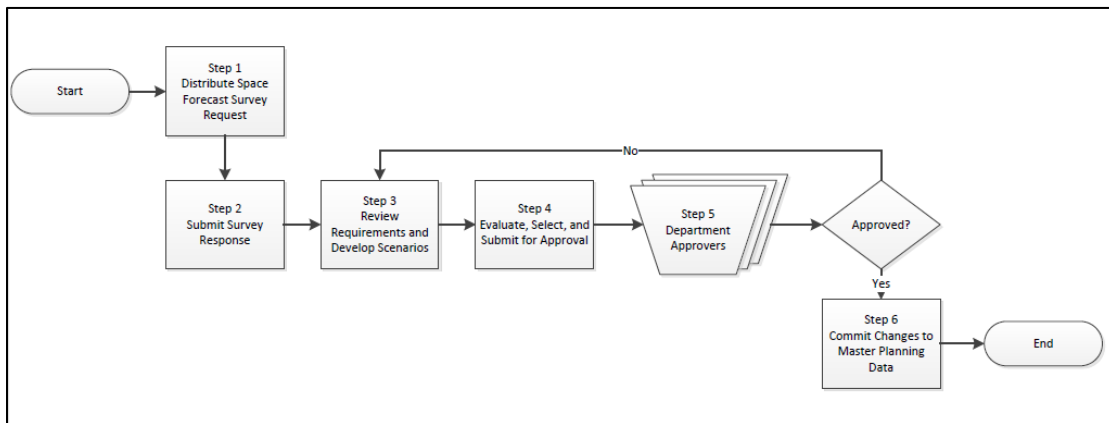 Start
Step 1
Distribute Space
Forecast Survey
Request
No
Step 2
Submit Survey
Response
Step 3
Review
Requirements and
Develop Scenarios
Step 4
Evaluate, Select, and
Submit for Approval
Step 5
Department
Approvers
Approved?
Yes
Step 6
Commit Changes to
Master Planning
Data
End